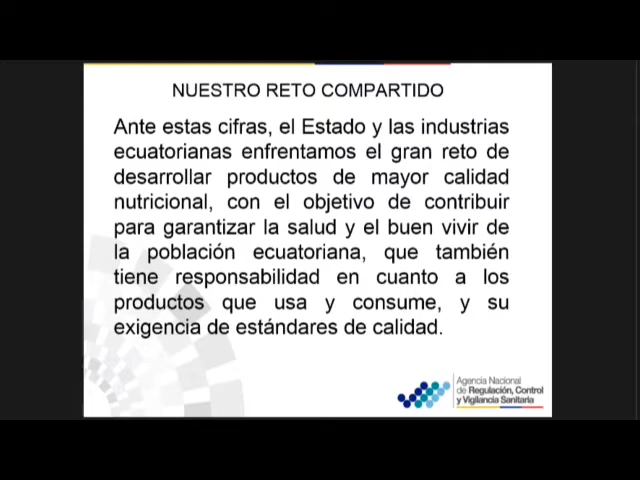 NUESTRO RETO COMPARTIDO
Ante estas cifras, el Estado y las industrias
ecuatorianas enfrentamos el gran reto de
desarrollar productos de mayor calidad
nutricional, con el objetivo de contribuir
para garantizar la salud y el buen vivir de
la población ecuatoriana, que también
tiene responsabilidad en cuanto a los
productos que usa y consume, y su
exigencia de estándares de calidad.
Agencia Nacional
de Regulación, Control
y Vigilancia Sanitaria